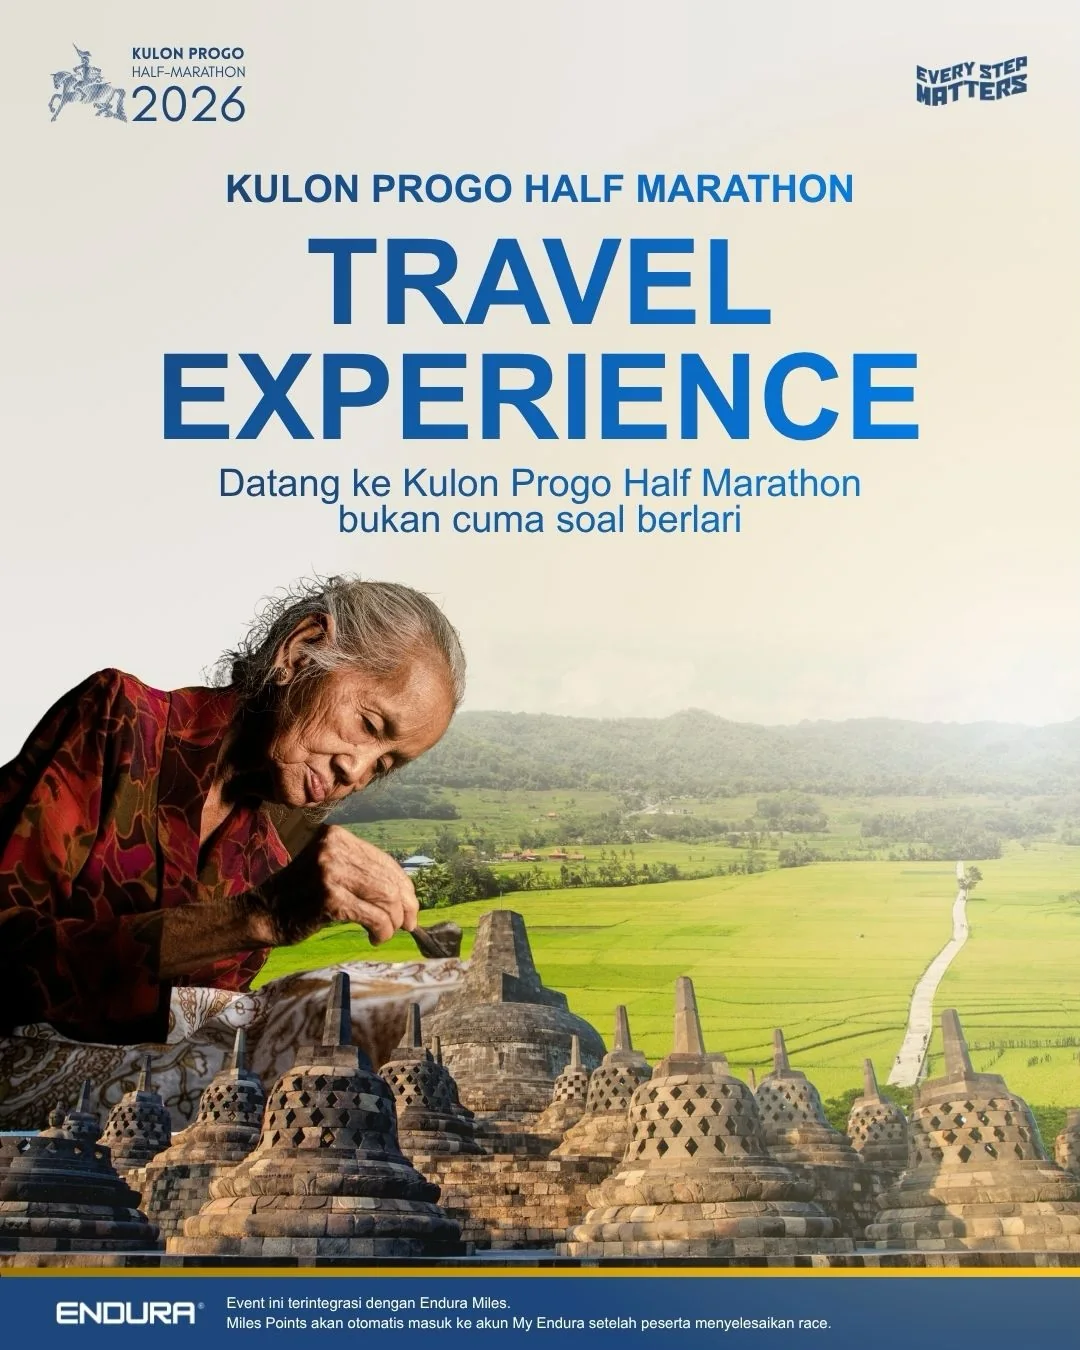 KULON PROGO
HALF-MARATHON
2026
EVERY STEP
MATTERS
KULON PROGO HALF MARATHON
TRAVEL
EXPERIENCE
Datang ke Kulon Progo Half Marathon
bukan cuma soal berlari
ENDURA®
Event ini terintegrasi dengan Endura Miles.
Miles Points akan otomatis masuk ke akun My Endura setelah peserta menyelesaikan race.